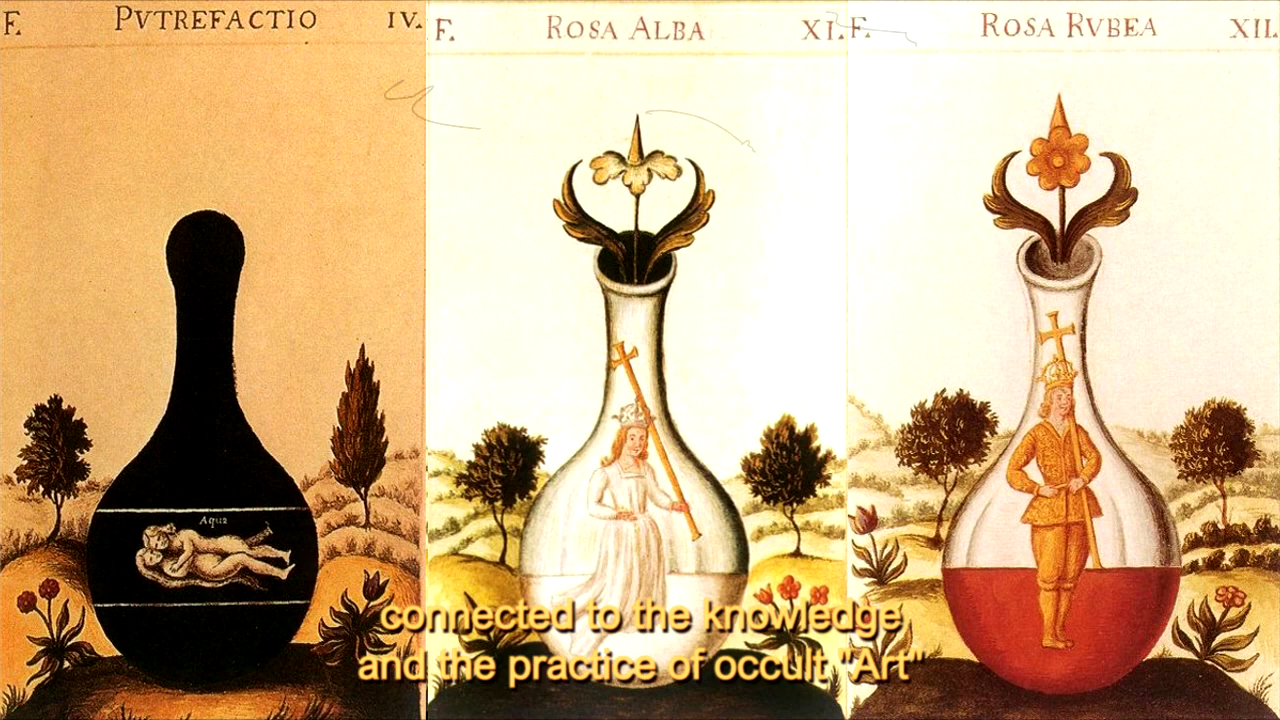 F. PVTREFACTIO IV.
F. ROSA ALBA XI.
F. ROSA RVBEA XII.
Aqua
connected to the knowledge
and the practice of occult "Art"